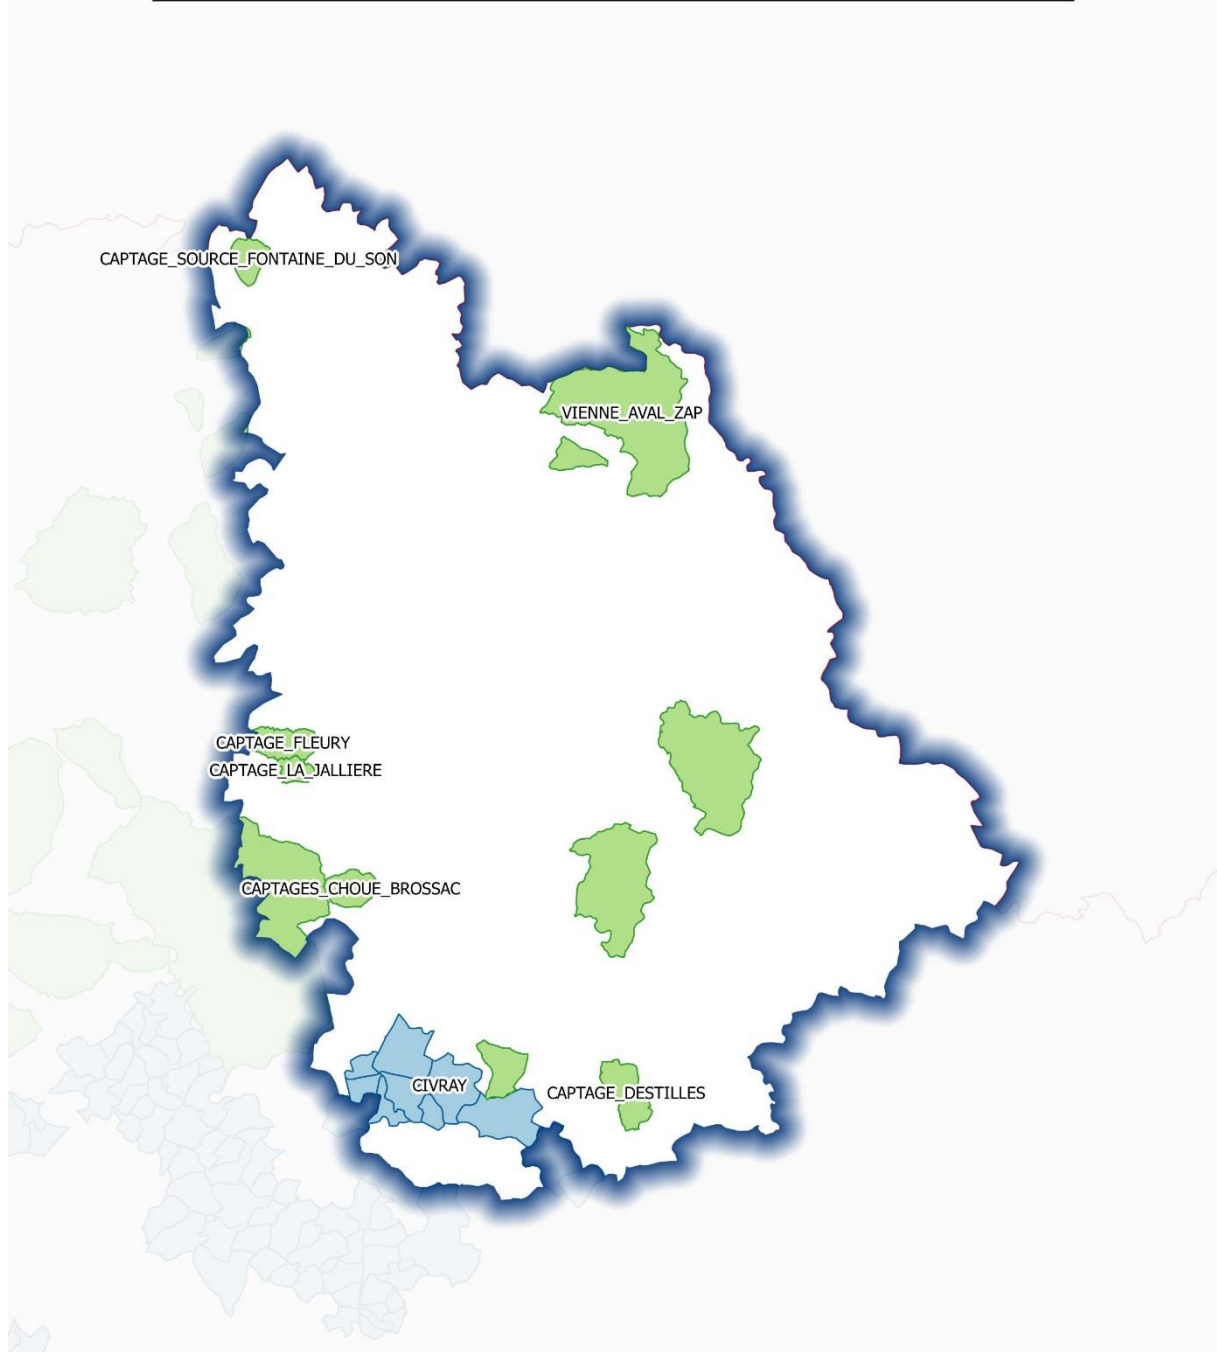 CAPTAGE_SOURCE_FONTAINE_DU_SON
VIENNE_AVAL_ZAP
CAPTAGE_FLEURY
CAPTAGE_LA_JALLIERE
CAPTAGES_CHOUE_BROSSAC
CIVRAY
CAPTAGE_DESTILLES